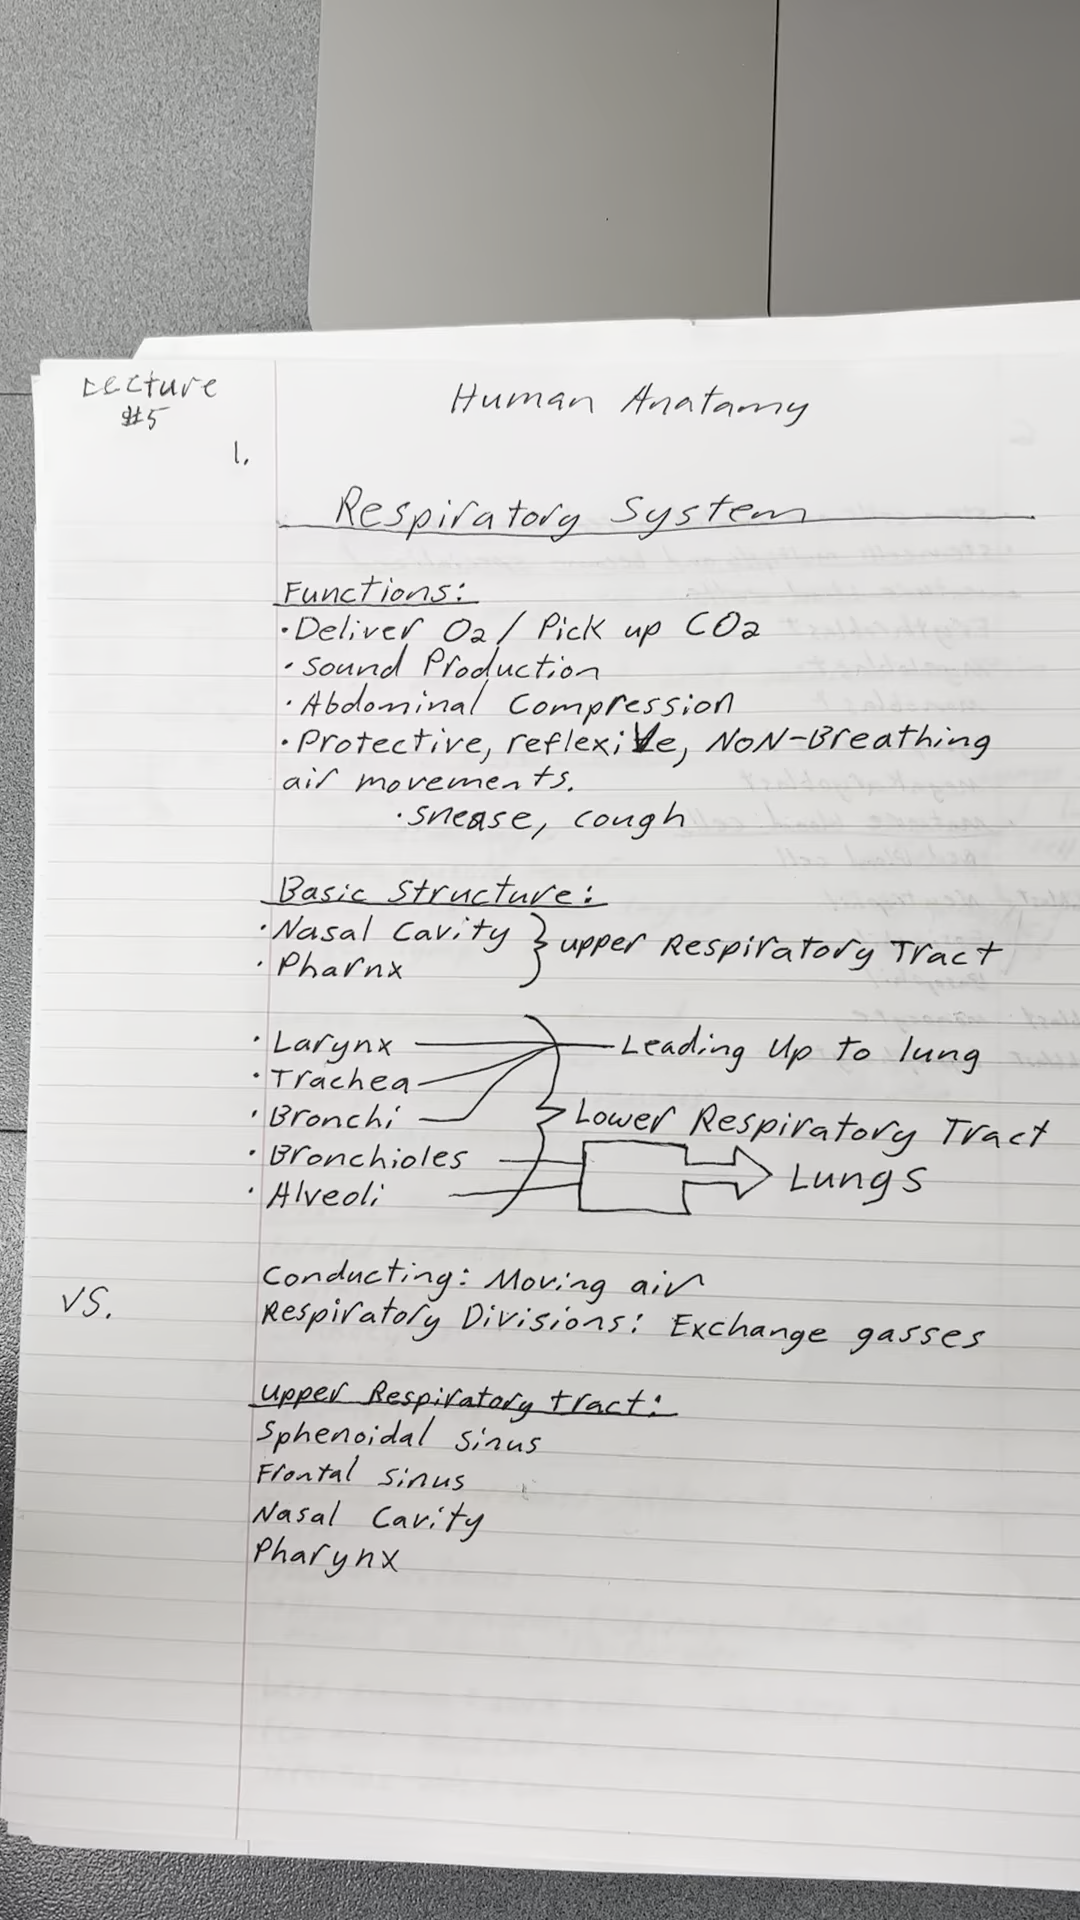 Lecture
#5
Human Anatamy
1.
Respiratory System
Functions:
• Deliver O2 / Pick up CO2
• Sound Production
• Abdominal Compression
• Protective, reflexive, NON-Breathing
air movements.
• snease, cough
Basic Structure:
• Nasal Cavity } upper Respiratory Tract
• Pharnx
• Larynx Leading Up to lung
• Trachea
• Bronchi Lower Respiratory Tract
• Bronchioles Lungs
• Alveoli
Conducting: Moving air
vs.
Respiratory Divisions: Exchange gasses
upper Respiratory tract:
Sphenoidal sinus
Frontal sinus
Nasal Cavity
Pharynx